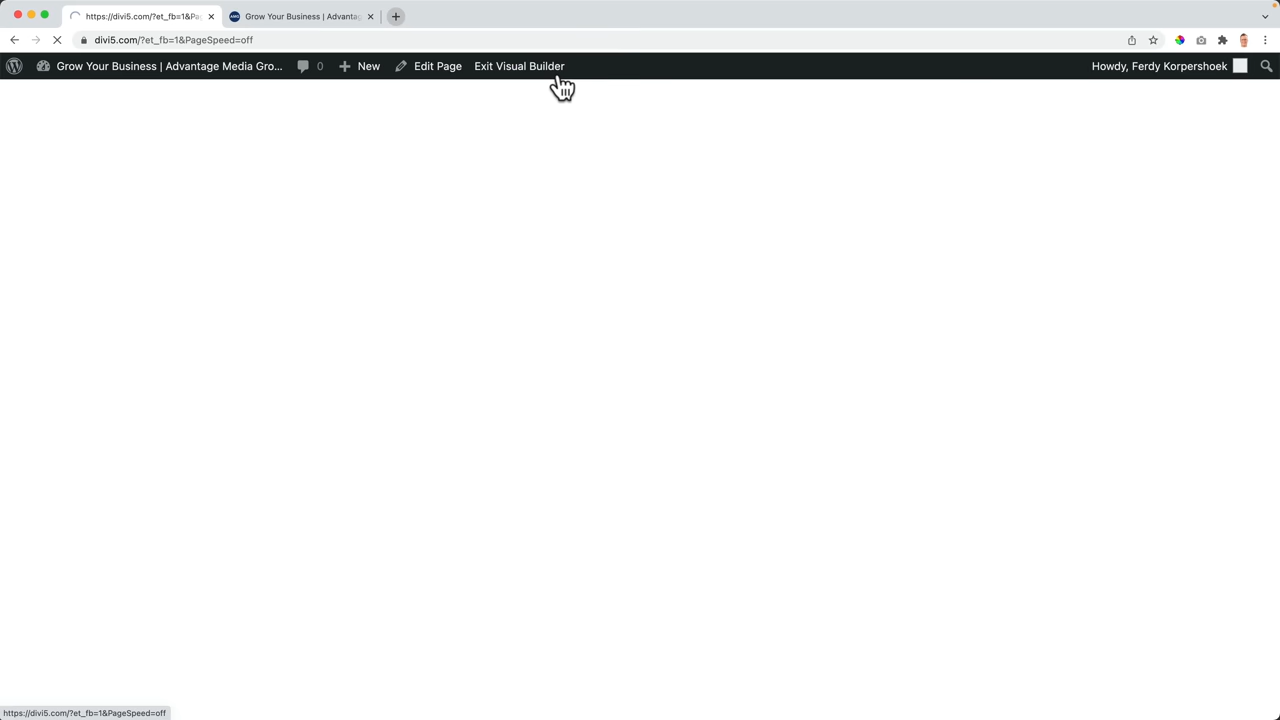 https://divi5.com/?et_fb=1&Pa
Grow Your Business | Advanta
divi5.com/?et_fb=1&PageSpeed=off
Grow Your Business | Advantage Media Gro... 0 New Edit Page Exit Visual Builder Howdy, Ferdy Korpershoek
https://divi5.com/?et_fb=1&PageSpeed=off